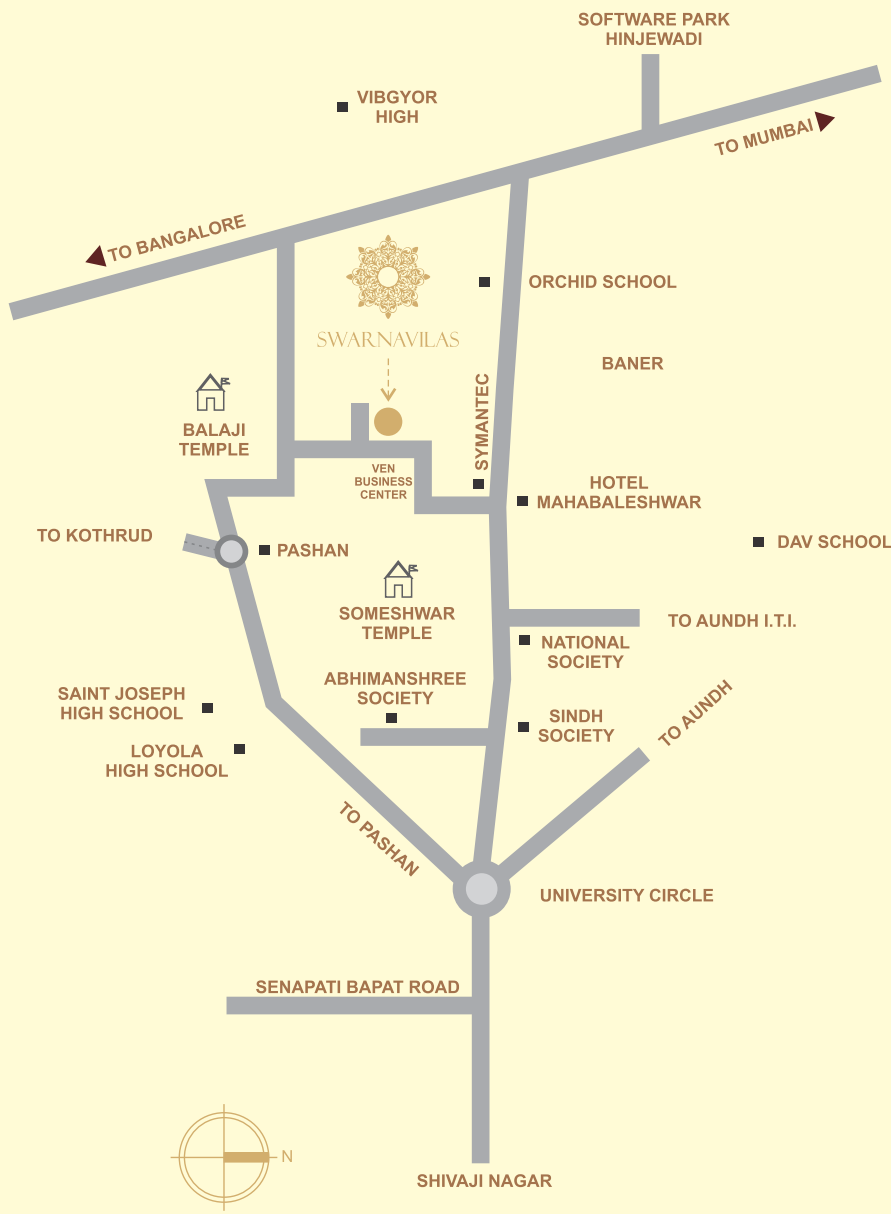 SOFTWARE PARK
HINJEWADI
VIBGYOR
HIGH
TO MUMBAI
TO BANGALORE
ORCHID SCHOOL
SWARNAVILAS
BANER
SYMANTEC
BALAJI
TEMPLE
VEN
BUSINESS
CENTER
HOTEL
MAHABALESHWAR
TO KOTHRUD
PASHAN
DAV SCHOOL
SOMESHWAR
TEMPLE
TO AUNDH I.T.I.
NATIONAL
SOCIETY
ABHIMANSHREE
SOCIETY
SAINT JOSEPH
HIGH SCHOOL
SINDH
SOCIETY
TO AUNDH
LOYOLA
HIGH SCHOOL
TO PASHAN
UNIVERSITY CIRCLE
SENAPATI BAPAT ROAD
N
SHIVAJI NAGAR